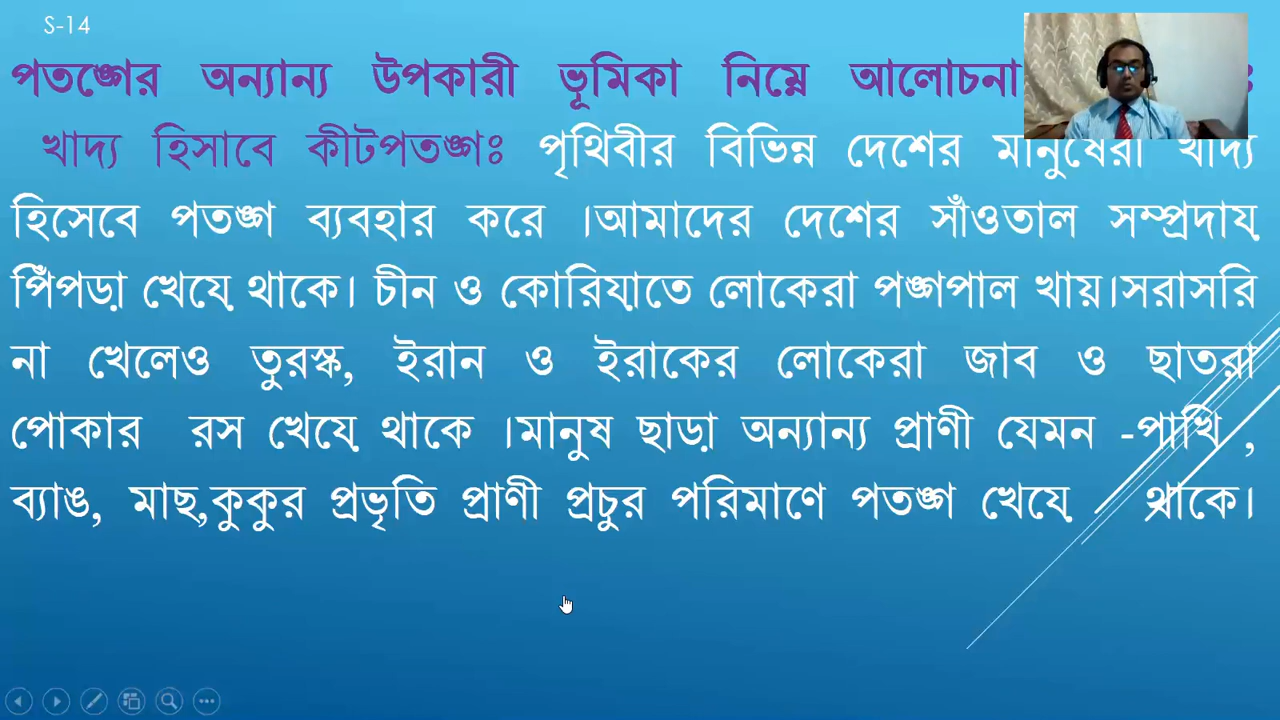 S-14
পতঙ্গের অন্যান্য উপকারী ভূমিকা নিম্নে আলোচনা ঃ
খাদ্য হিসাবে কীটপতঙ্গঃ পৃথিবীর বিভিন্ন দেশের মানুষেরা খাদ্য
হিসেবে পতঙ্গ ব্যবহার করে ।আমাদের দেশের সাঁওতাল সম্প্রদায়
পিঁপড়া খেয়ে থাকে। চীন ও কোরিয়াতে লোকেরা পঙ্গপাল খায়।সরাসরি
না খেলেও তুরস্ক, ইরান ও ইরাকের লোকেরা জাব ও ছাতরা
পোকার রস খেয়ে থাকে ।মানুষ ছাড়া অন্যান্য প্রাণী যেমন -পাখি ,
ব্যাঙ, মাছ,কুকুর প্রভৃতি প্রাণী প্রচুর পরিমাণে পতঙ্গ খেয়ে থাকে।